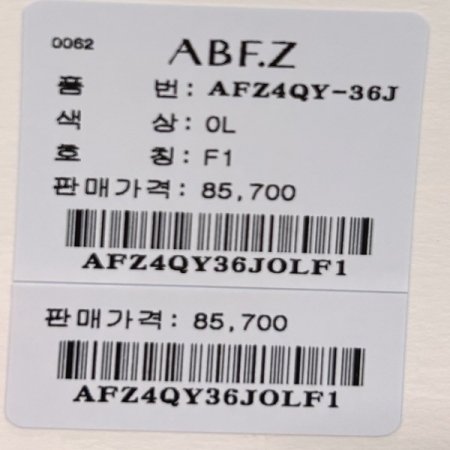 0062
ABF.Z
품 번: AFZ4QY-36J
색 상: OL
호 칭: F1
판매가격: 85,700
AFZ4QY36JOLF1
판매가격: 85,700
AFZ4QY36JOLF1